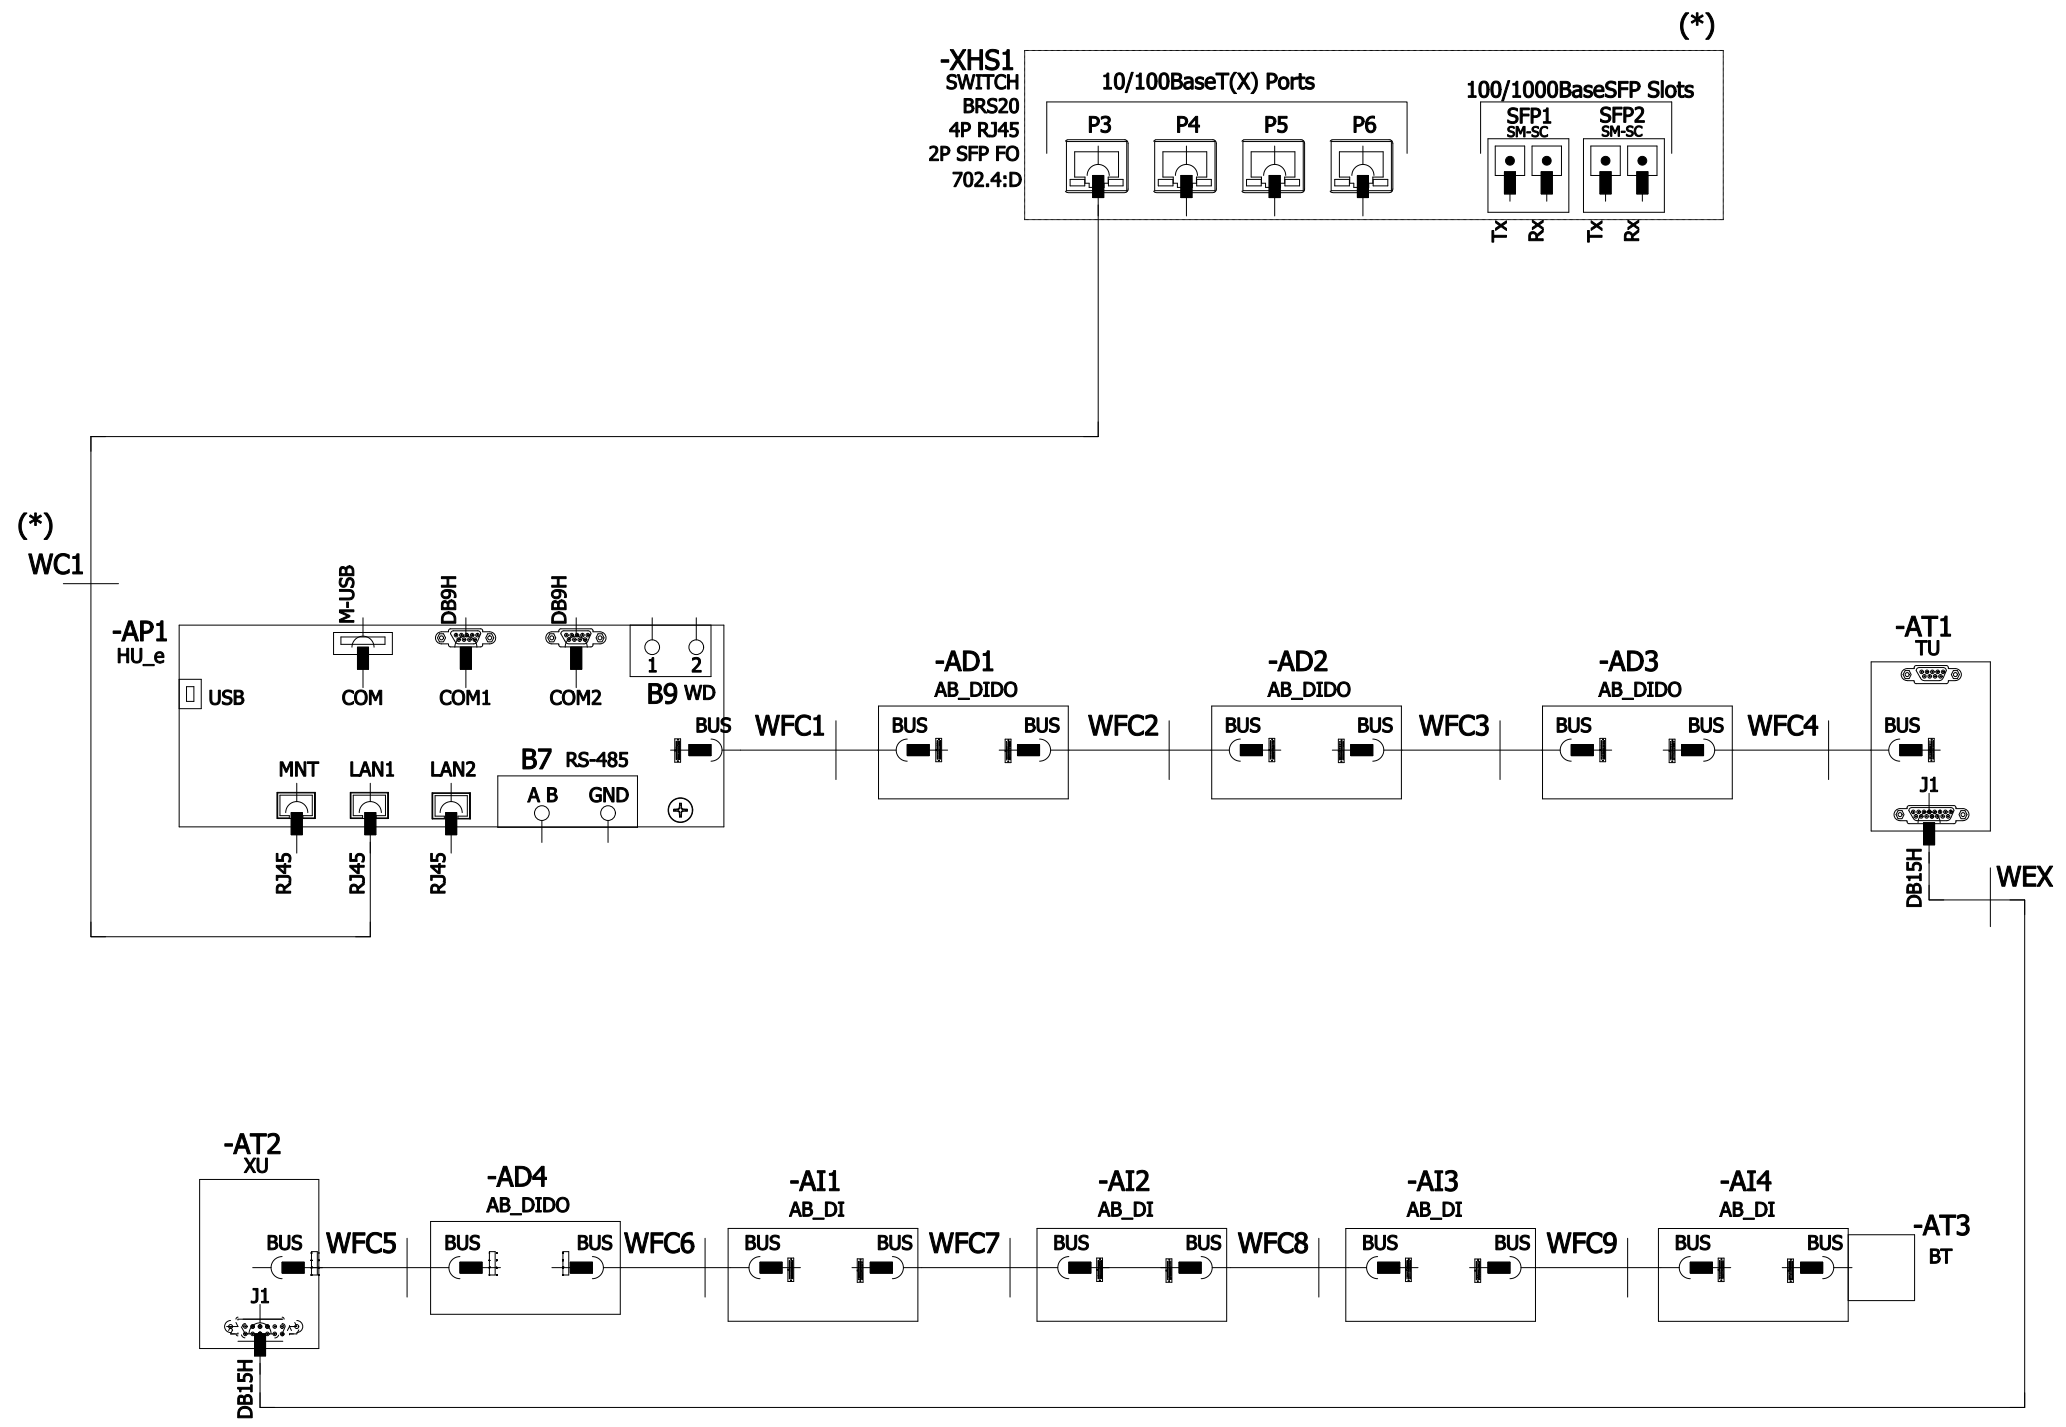 (*)
-XHS1
SWITCH
BRS20
4P RJ45
2P SFP FO
702.4:D
10/100BaseT(X) Ports
P3 P4 P5 P6
100/1000BaseSFP Slots
SFP1 SFP2
SM-SC SM-SC
Tx Rx Tx Rx
(*)
WC1
-AP1
HU_e
M-USB DB9H DB9H
COM COM1 COM2
1 2
B9 WD
USB
BUS
MNT LAN1 LAN2
B7 RS-485
A B GND
RJ45 RJ45 RJ45
WFC1
-AD1
AB_DIDO
BUS BUS
WFC2
-AD2
AB_DIDO
BUS BUS
WFC3
-AD3
AB_DIDO
BUS BUS
WFC4
-AT1
TU
BUS
J1
DB15H
WEX
-AT2
XU
BUS
J1
DB15H
WFC5
-AD4
AB_DIDO
BUS BUS
WFC6
-AI1
AB_DI
BUS BUS
WFC7
-AI2
AB_DI
BUS BUS
WFC8
-AI3
AB_DI
BUS BUS
WFC9
-AI4
AB_DI
BUS BUS
-AT3
BT